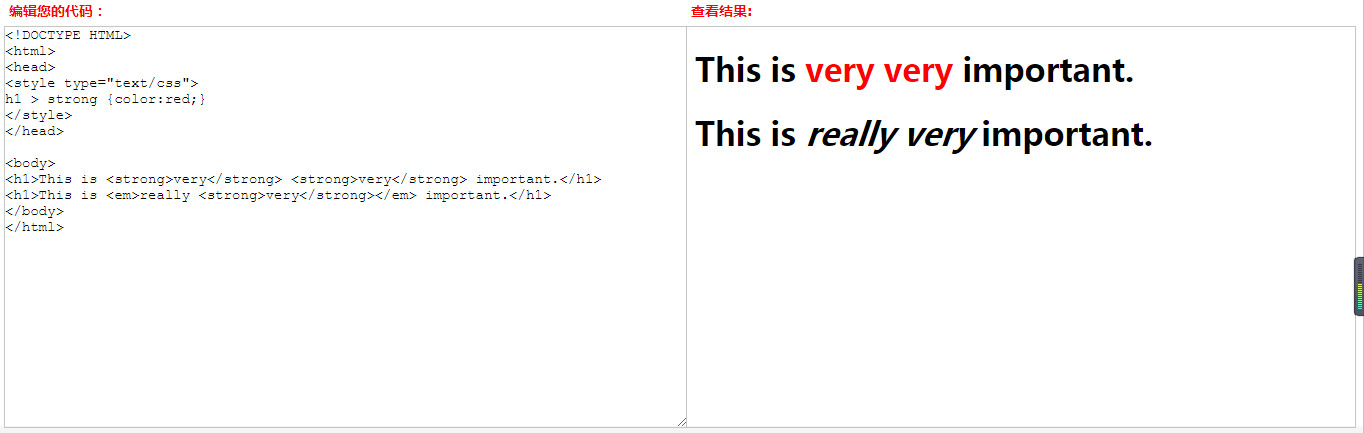 编辑您的代码：
查看结果:
<!DOCTYPE HTML>
<html>
<head>
<style type="text/css">
h1 > strong {color:red;}
</style>
</head>
<body>
<h1>This is <strong>very</strong> <strong>very</strong> important.</h1>
<h1>This is <em>really <strong>very</strong></em> important.</h1>
</body>
</html>
This is very very important.
This is really very important.